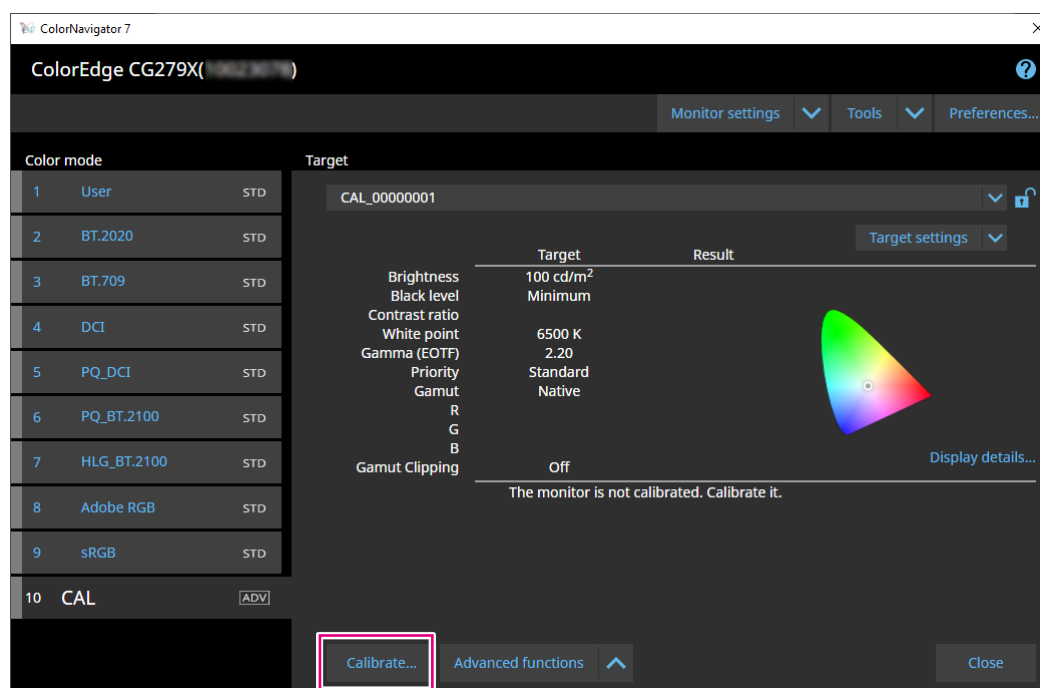 ColorNavigator 7
ColorEdge CG279X( )
Monitor settings Tools Preferences...
Color mode
1 User STD
2 BT.2020 STD
3 BT.709 STD
4 DCI STD
5 PQ_DCI STD
6 PQ_BT.2100 STD
7 HLG_BT.2100 STD
8 Adobe RGB STD
9 sRGB STD
10 CAL ADV
Target
CAL_00000001
Target settings
Target Result
Brightness 100 cd/m²
Black level Minimum
Contrast ratio
White point 6500 K
Gamma (EOTF) 2.20
Priority Standard
Gamut Native
R
G
B
Gamut Clipping Off
Display details...
The monitor is not calibrated. Calibrate it.
Calibrate... Advanced functions Close